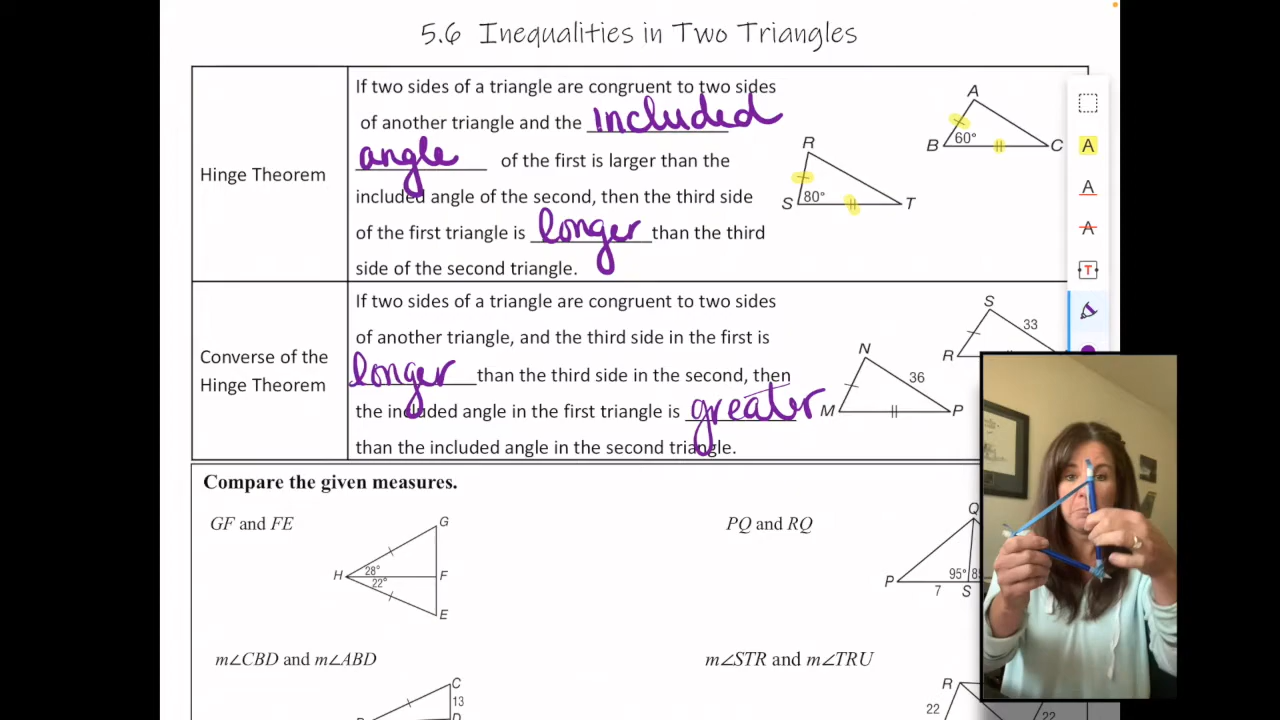 5.6 Inequalities in Two Triangles
Hinge Theorem
If two sides of a triangle are congruent to two sides
of another triangle and the included
angle of the first is larger than the
included angle of the second, then the third side
of the first triangle is longer than the third
side of the second triangle.
R
S 80° T
A
B 60° C
A
A
A
T
Converse of the
Hinge Theorem
If two sides of a triangle are congruent to two sides
of another triangle, and the third side in the first is
longer than the third side in the second, then
the included angle in the first triangle is greater
than the included angle in the second triangle.
N
36
M P
S
33
R
Compare the given measures.
GF and FE
G
H 28° F
22°
E
PQ and RQ
Q
P 95° 8
7 S
m∠CBD and m∠ABD
C
13
m∠STR and m∠TRU
R
22
22